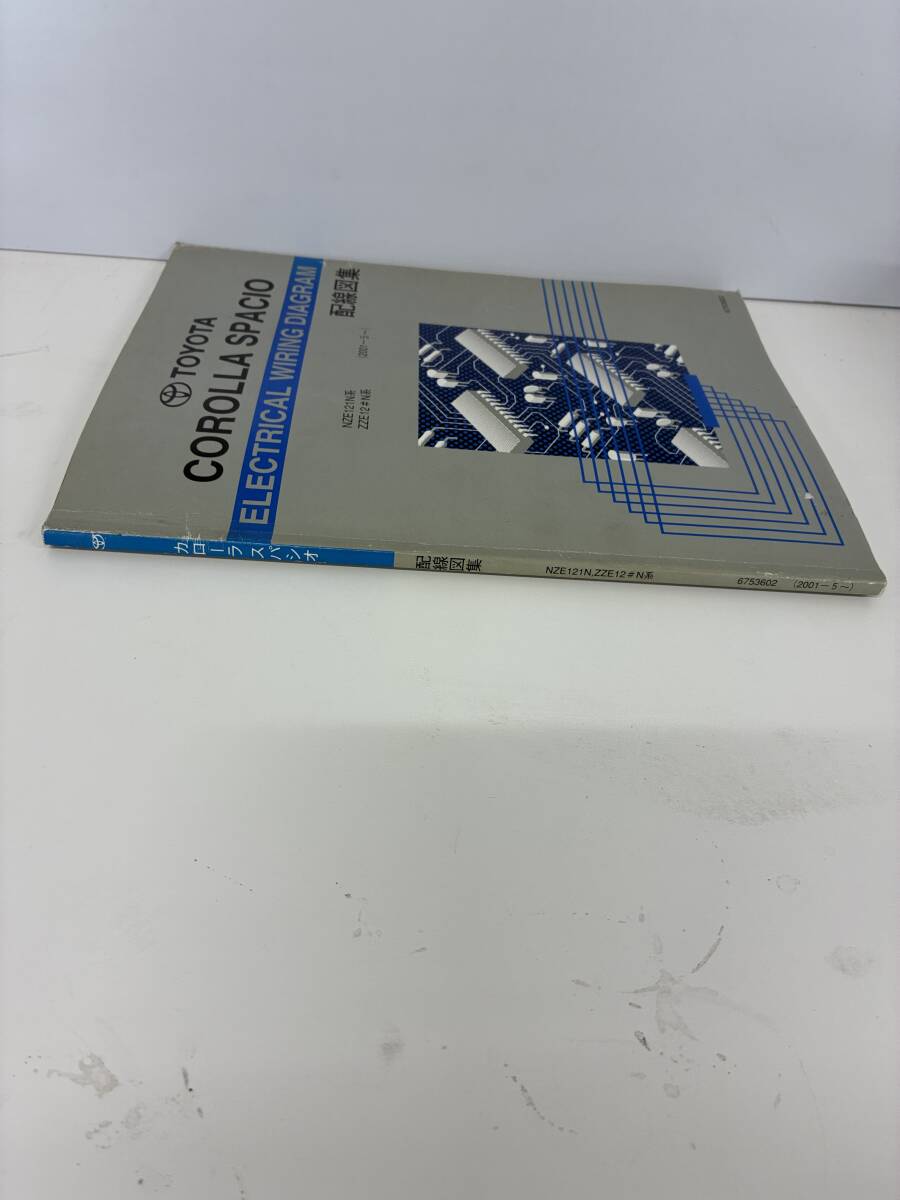 TOYOTA
COROLLA SPACIO
ELECTRICAL WIRING DIAGRAM
配線図集
NZE121N系
ZZE12#N系
(2001−5〜)
カローラ スパシオ
配線図集
NZE121N,ZZE12#N系
6753602 (2001−5〜)